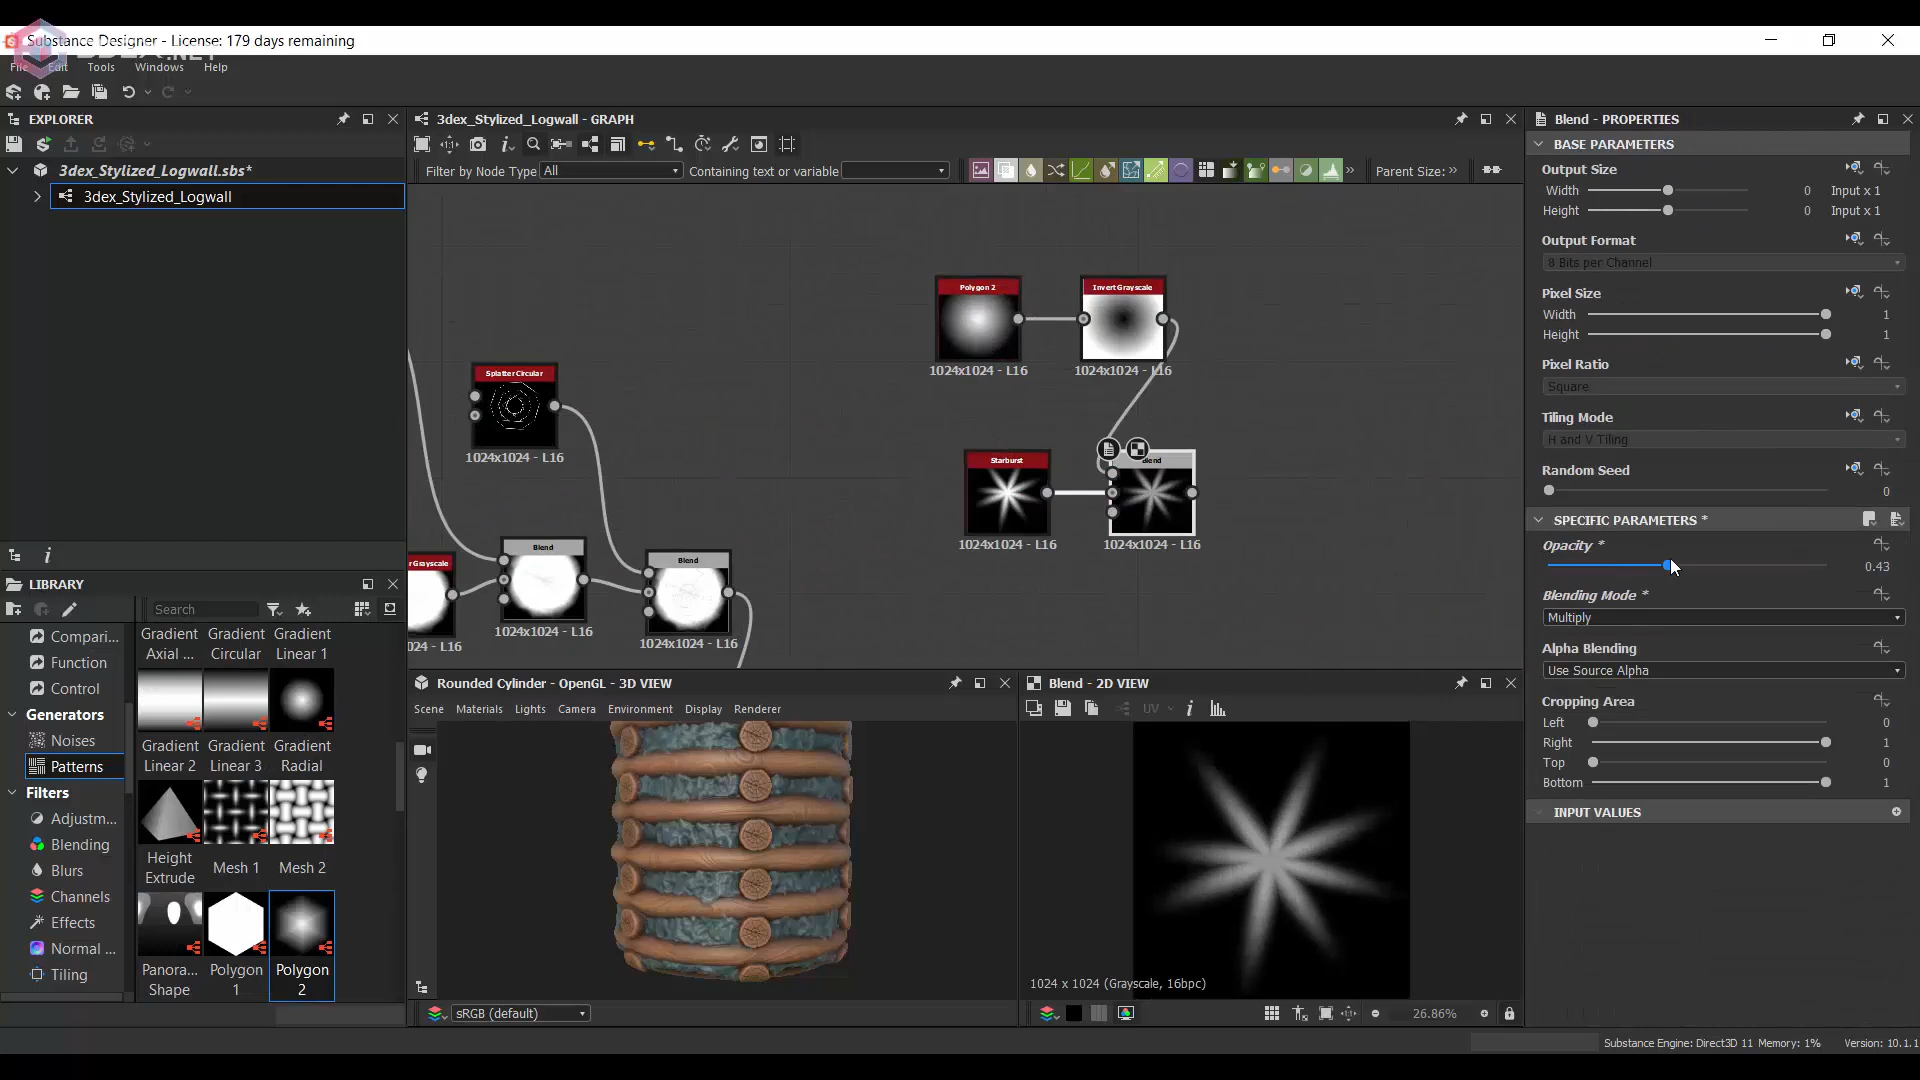 Substance Designer - License: 179 days remaining
.NET
File Edit Tools Windows Help
EXPLORER
3dex_Stylized_Logwall.sbs*
3dex_Stylized_Logwall
LIBRARY
Search
Compari...
Function
Control
Generators
Noises
Patterns
Filters
Adjustm...
Blending
Blurs
Channels
Effects
Normal ...
Tiling
Gradient Axial ...
Gradient Circular
Gradient Linear 1
Gradient Linear 2
Gradient Linear 3
Gradient Radial
Height Extrude
Mesh 1
Mesh 2
Panora... Shape
Polygon 1
Polygon 2
3dex_Stylized_Logwall - GRAPH
Filter by Node Type All Containing text or variable Parent Size:
Polygon 2
1024x1024 - L16
Invert Grayscale
1024x1024 - L16
Splatter Circular
1024x1024 - L16
Starburst
1024x1024 - L16
Blend
1024x1024 - L16
r Grayscale
024 - L16
Blend
1024x1024 - L16
Blend
1024x1024 - L16
Rounded Cylinder - OpenGL - 3D VIEW
Scene Materials Lights Camera Environment Display Renderer
sRGB (default)
Blend - 2D VIEW
UV
1024 x 1024 (Grayscale, 16bpc)
26.86%
Blend - PROPERTIES
BASE PARAMETERS
Output Size
Width 0 Input x 1
Height 0 Input x 1
Output Format
8 Bits per Channel
Pixel Size
Width 1
Height 1
Pixel Ratio
Square
Tiling Mode
H and V Tiling
Random Seed
0
SPECIFIC PARAMETERS *
Opacity *
0.43
Blending Mode *
Multiply
Alpha Blending
Use Source Alpha
Cropping Area
Left 0
Right 1
Top 0
Bottom 1
INPUT VALUES
Substance Engine: Direct3D 11 Memory: 1% Version: 10.1.1